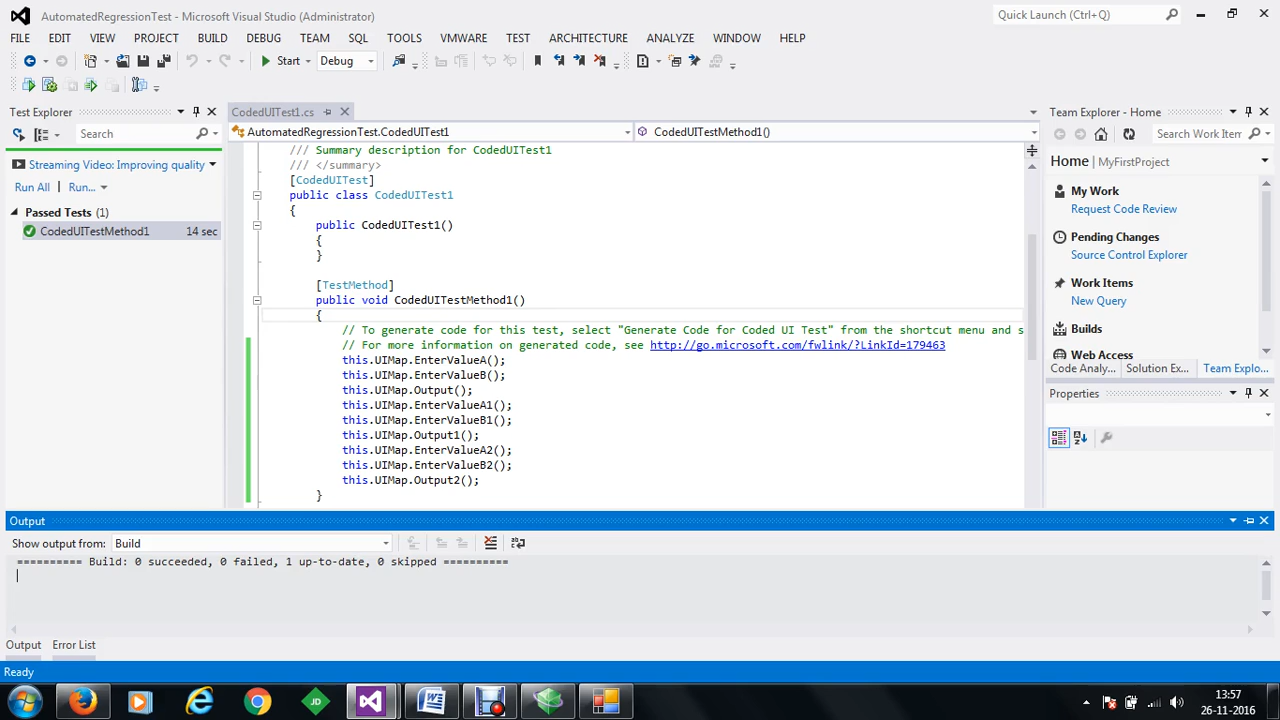 AutomatedRegressionTest - Microsoft Visual Studio (Administrator)
Quick Launch (Ctrl+Q)
FILE EDIT VIEW PROJECT BUILD DEBUG TEAM SQL TOOLS VMWARE TEST ARCHITECTURE ANALYZE WINDOW HELP
Start Debug
Test Explorer
Search
Streaming Video: Improving quality
Run All | Run...
Passed Tests (1)
CodedUITestMethod1 14 sec
CodedUITest1.cs
AutomatedRegressionTest.CodedUITest1
CodedUITestMethod1()
/// Summary description for CodedUITest1
/// </summary>
[CodedUITest]
public class CodedUITest1
{
public CodedUITest1()
{
}
[TestMethod]
public void CodedUITestMethod1()
{
// To generate code for this test, select "Generate Code for Coded UI Test" from the shortcut menu and s
// For more information on generated code, see http://go.microsoft.com/fwlink/?LinkId=179463
this.UIMap.EnterValueA();
this.UIMap.EnterValueB();
this.UIMap.Output();
this.UIMap.EnterValueA1();
this.UIMap.EnterValueB1();
this.UIMap.Output1();
this.UIMap.EnterValueA2();
this.UIMap.EnterValueB2();
this.UIMap.Output2();
}
Team Explorer - Home
Search Work Item
Home | MyFirstProject
My Work
Request Code Review
Pending Changes
Source Control Explorer
Work Items
New Query
Builds
Web Access
Code Analy... Solution Ex... Team Explo...
Properties
Output
Show output from: Build
========== Build: 0 succeeded, 0 failed, 1 up-to-date, 0 skipped ==========
Output Error List
Ready
JD
13:57
26-11-2016